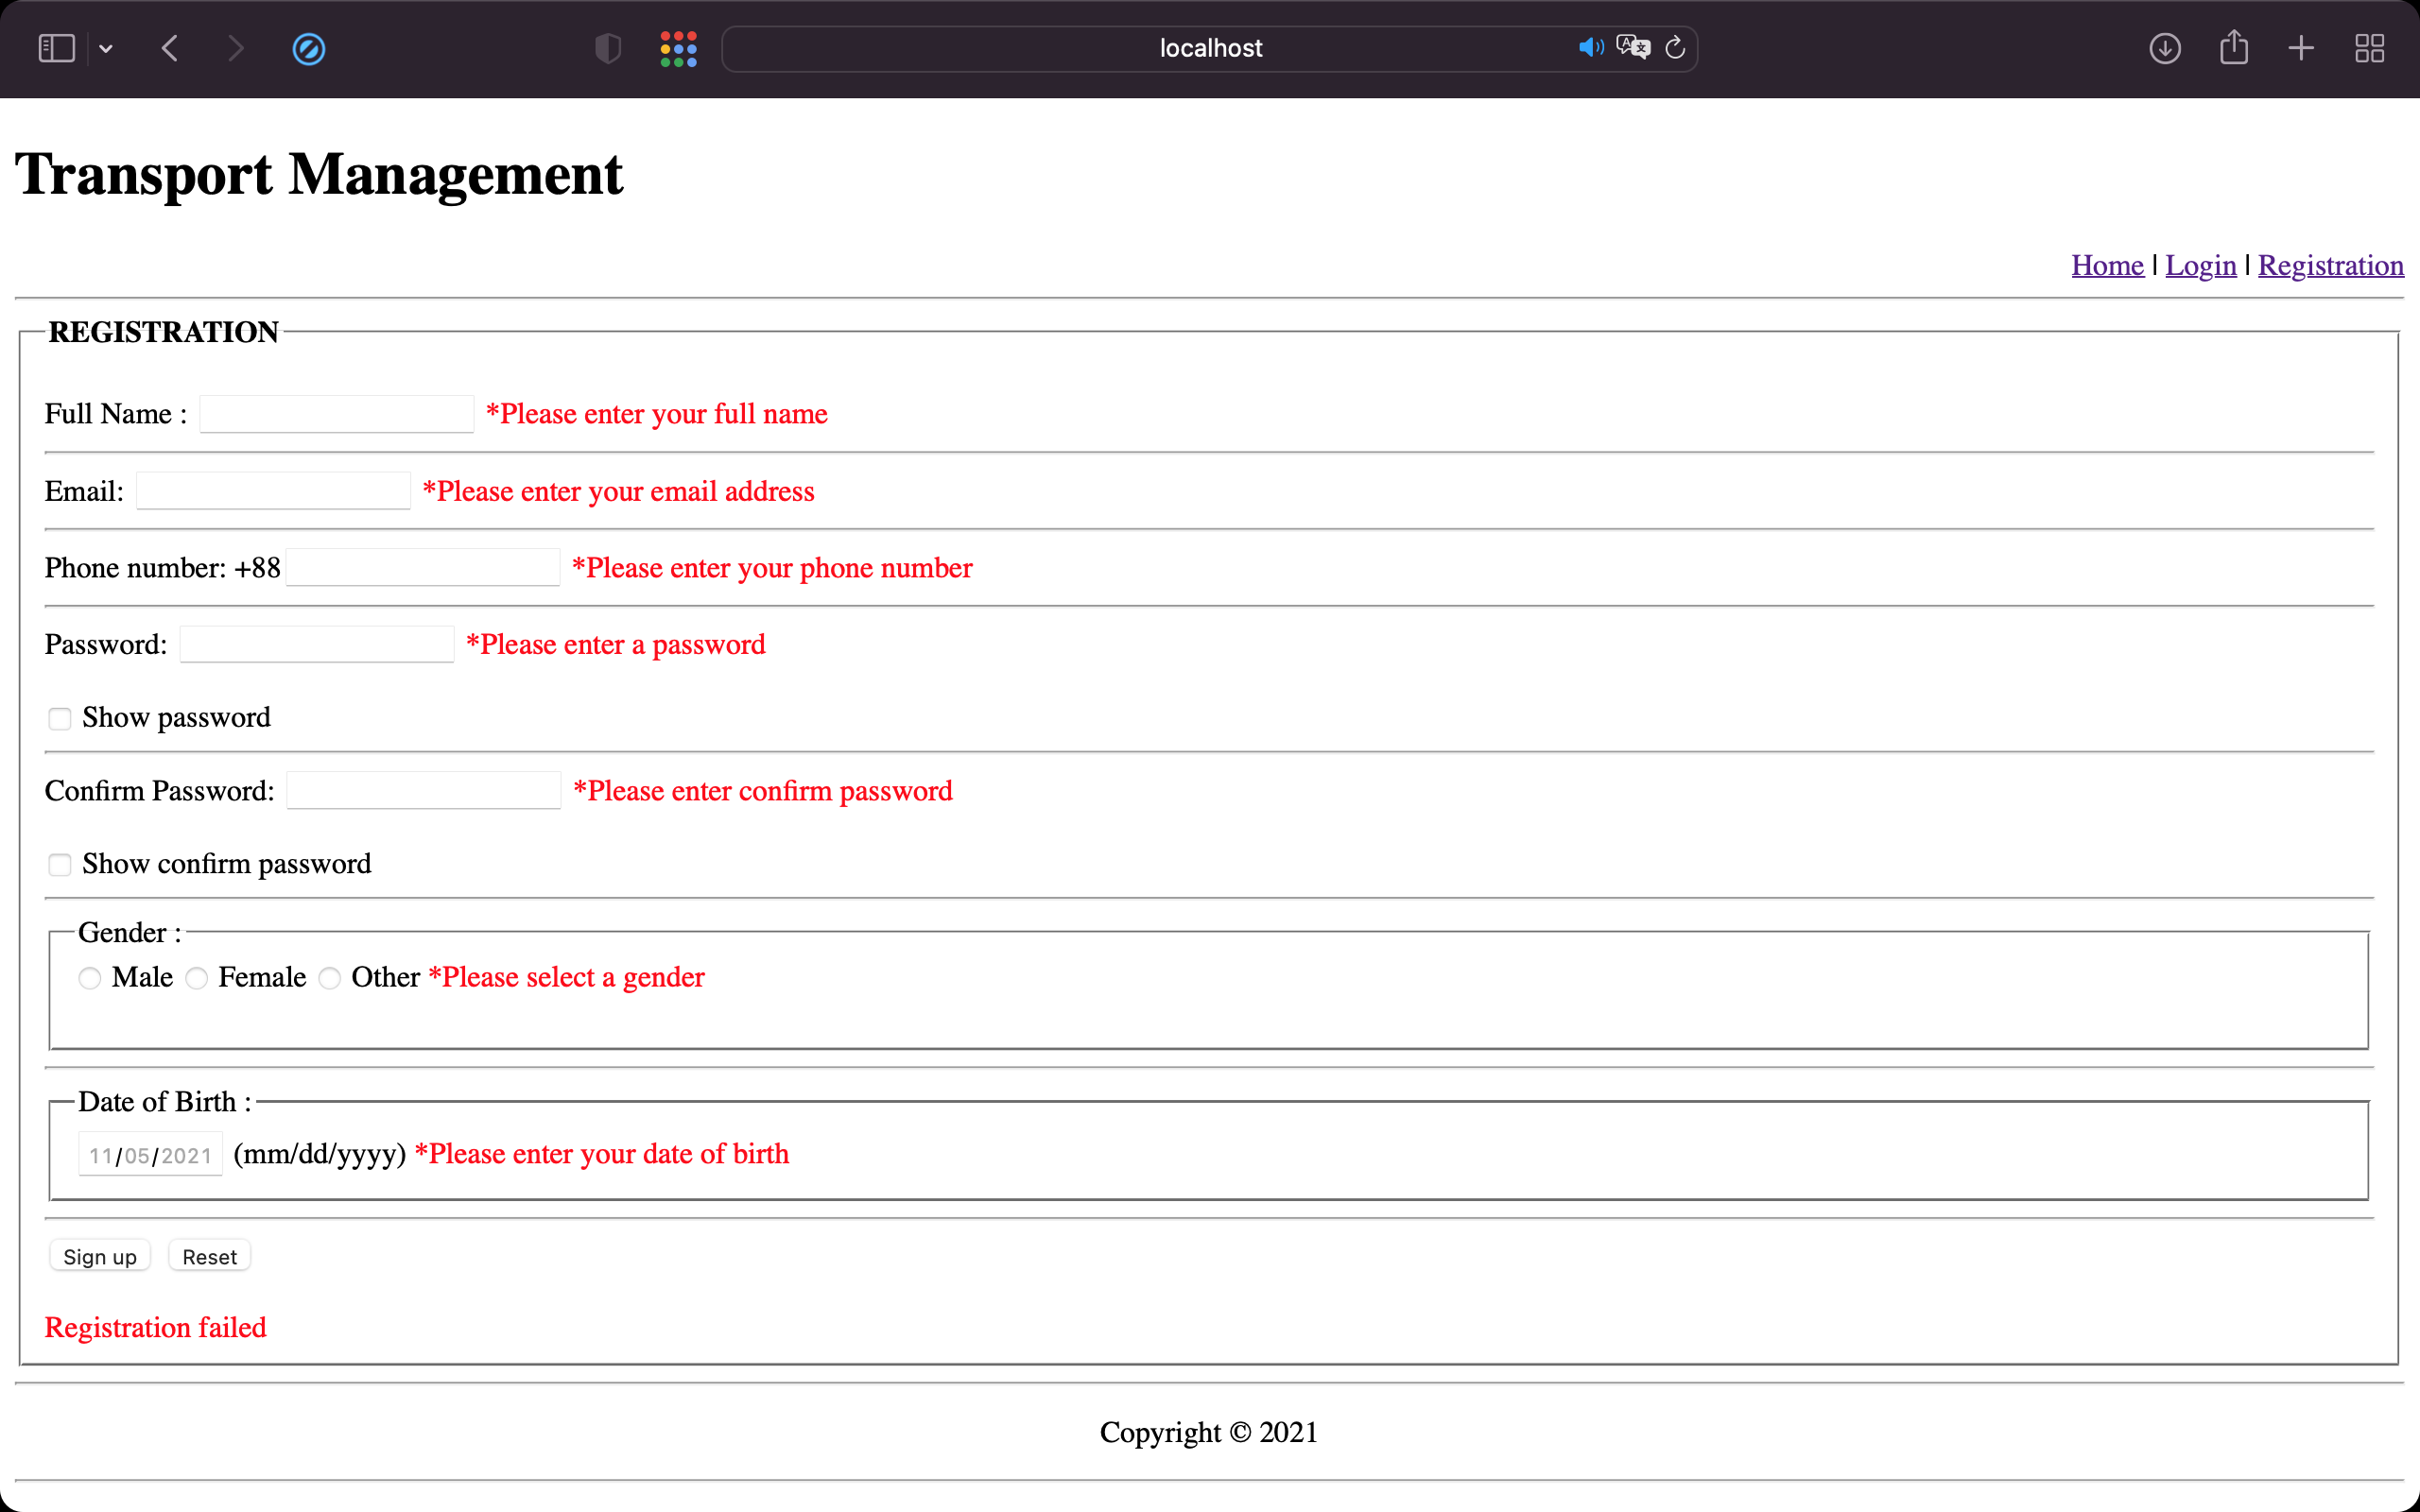 localhost
Transport Management
Home | Login | Registration
REGISTRATION
Full Name : *Please enter your full name
Email: *Please enter your email address
Phone number: +88 *Please enter your phone number
Password: *Please enter a password
Show password
Confirm Password: *Please enter confirm password
Show confirm password
Gender :
Male Female Other *Please select a gender
Date of Birth :
11/05/2021 (mm/dd/yyyy) *Please enter your date of birth
Sign up Reset
Registration failed
Copyright © 2021